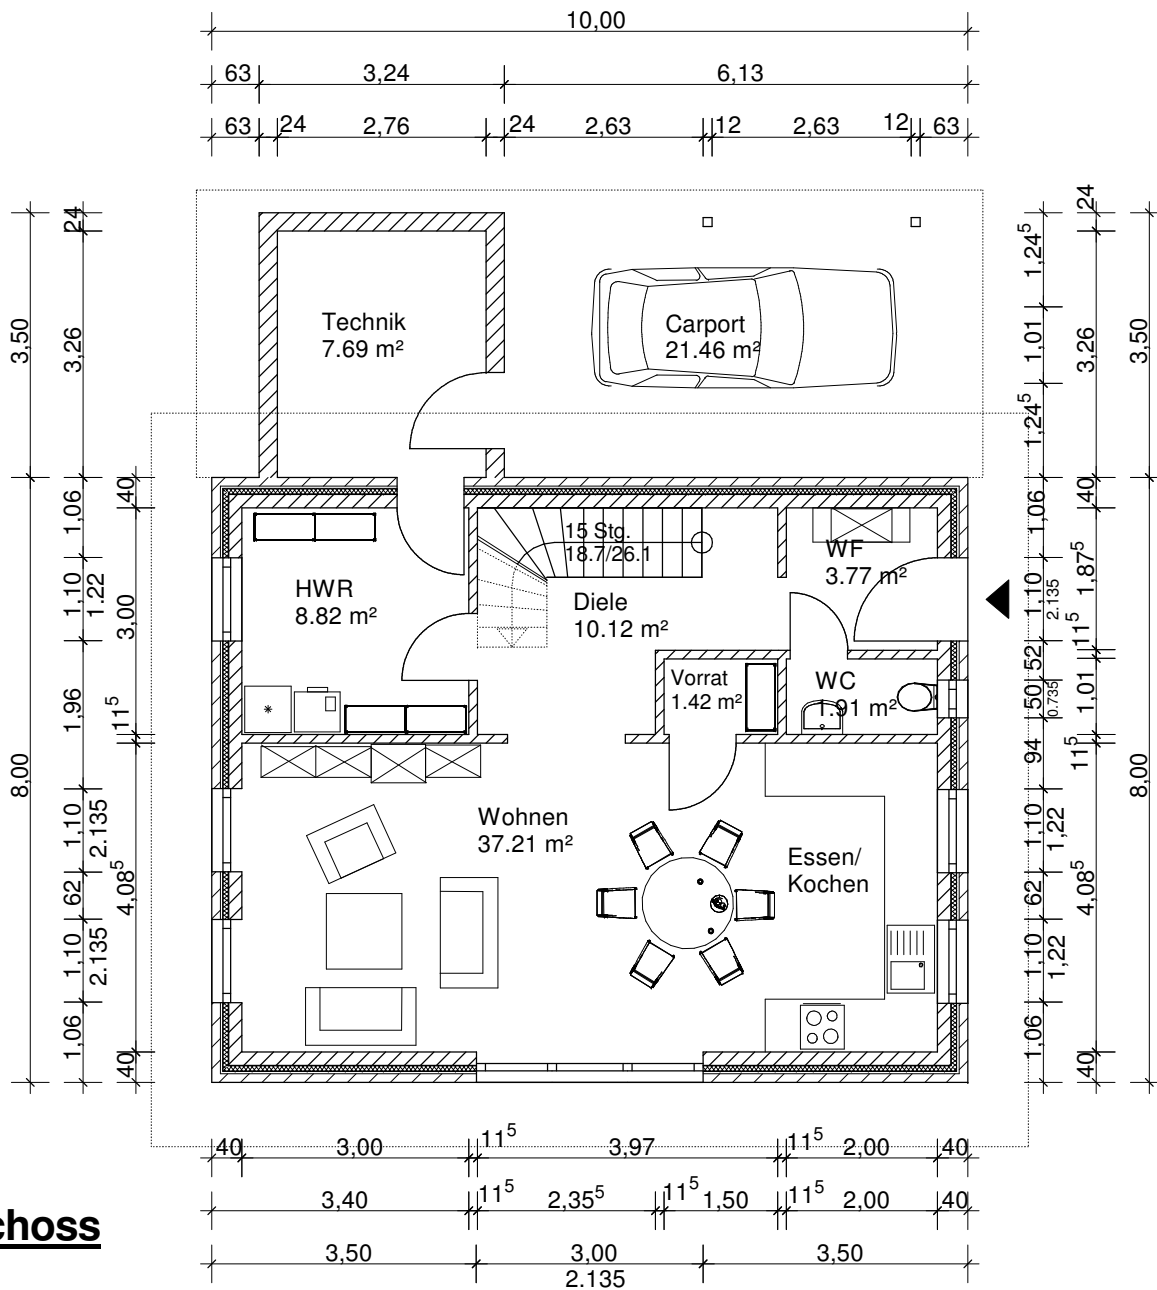 10,00
63 3,24 6,13
63 24 2,76 24 2,63 12 2,63 12 63
24
3,26
3,50
1,06
1,10
1.22
1,96
1,10
2.135
62
1,10
2.135
1,06
8,00
40
3,00
11⁵
4,08⁵
40
Technik
7.69 m²
Carport
21.46 m²
15 Stg.
18.7/26.1
WF
3.77 m²
HWR
8.82 m²
Diele
10.12 m²
Vorrat
1.42 m²
WC
1.91 m²
Wohnen
37.21 m²
Essen/
Kochen
1,24⁵
1,01
1,24⁵
1,06
1,10
2.135
52
50
0.735
94
1,10
1,22
62
1,10
1,22
1,06
24
3,26
40
1,87⁵
11⁵
1,01
11⁵
4,08⁵
40
3,50
8,00
40 3,00 11⁵ 3,97 11⁵ 2,00 40
3,40 11⁵ 2,35⁵ 11⁵ 1,50 11⁵ 2,00 40
3,50 3,00 3,50
2.135
choss